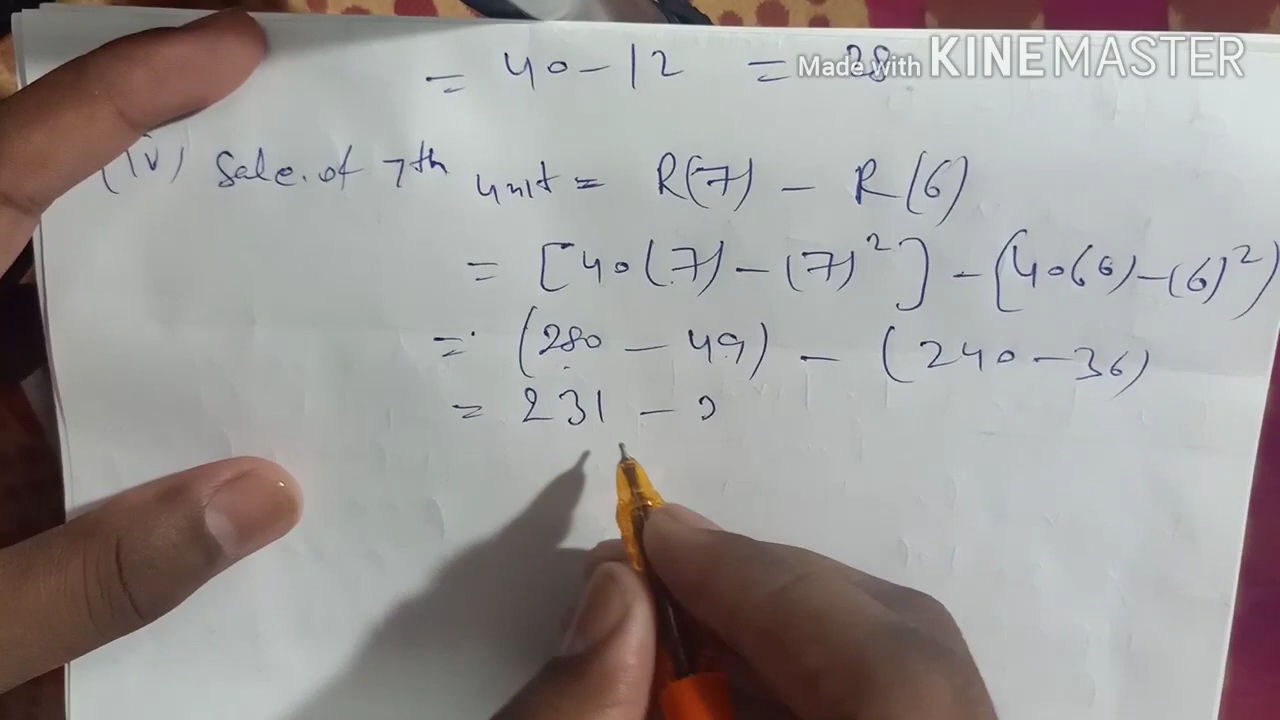 = 40 - 12 = 28
Made with KINEMASTER
(iv) Sale of 7th unit = R(7) - R(6)
= [40(7) - (7)²] - (40(6) - (6)²)
= (280 - 49) - (240 - 36)
= 231 -